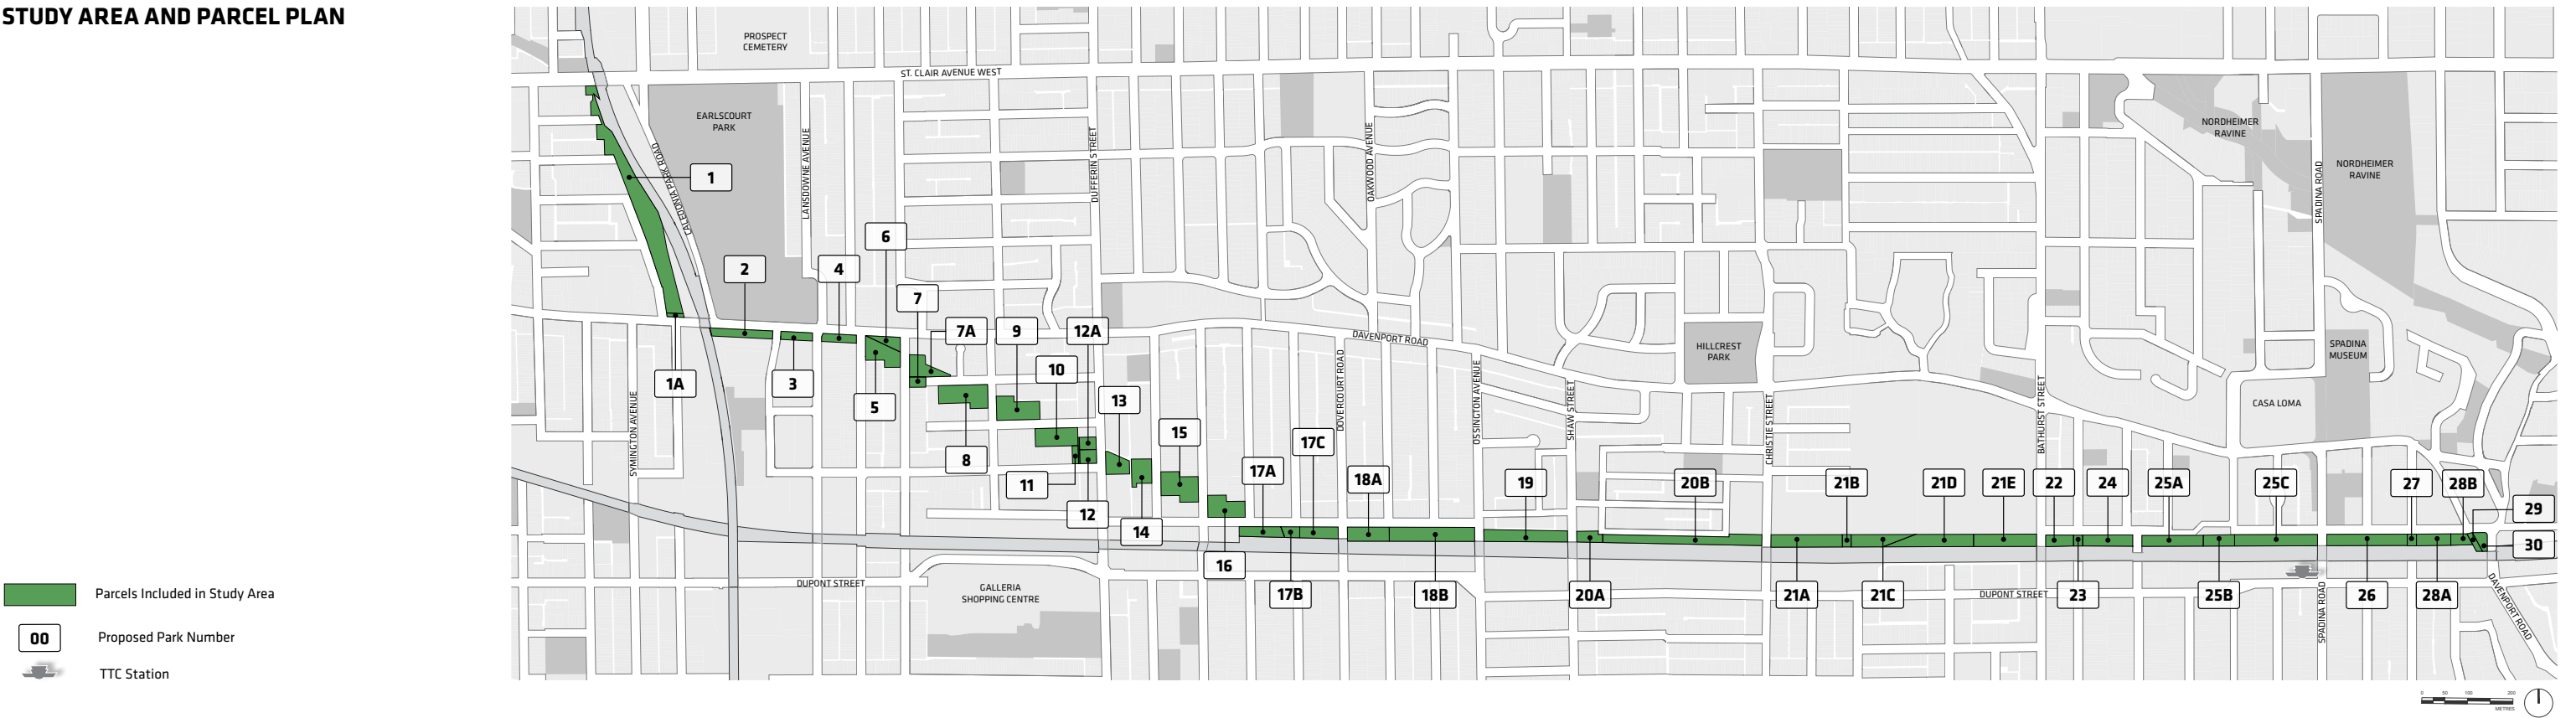 STUDY AREA AND PARCEL PLAN
PROSPECT
CEMETERY
ST. CLAIR AVENUE WEST
EARLSCOURT
PARK
CALEDONIA PARK ROAD
LANSDOWNE AVENUE
DUFFERIN STREET
OAKWOOD AVENUE
NORDHEIMER
RAVINE
SPADINA ROAD
NORDHEIMER
RAVINE
1
6
2
4
7
7A
9
12A
DAVENPORT ROAD
HILLCREST
PARK
SPADINA
MUSEUM
1A
3
5
10
13
DOVERCOURT ROAD
OSSINGTON AVENUE
SHAW STREET
CHRISTIE STREET
BATHURST STREET
CASA LOMA
SYMINGTON AVENUE
8
15
17C
11
12
14
17A
18A
19
20B
21B
21D
21E
22
24
25A
25C
27
28B
29
30
16
DUPONT STREET
GALLERIA
SHOPPING CENTRE
17B
18B
20A
21A
21C
DUPONT STREET
23
25B
SPADINA ROAD
26
28A
DAVENPORT ROAD
Parcels Included in Study Area
00
Proposed Park Number
TTC Station
0 50 100 200
METRES